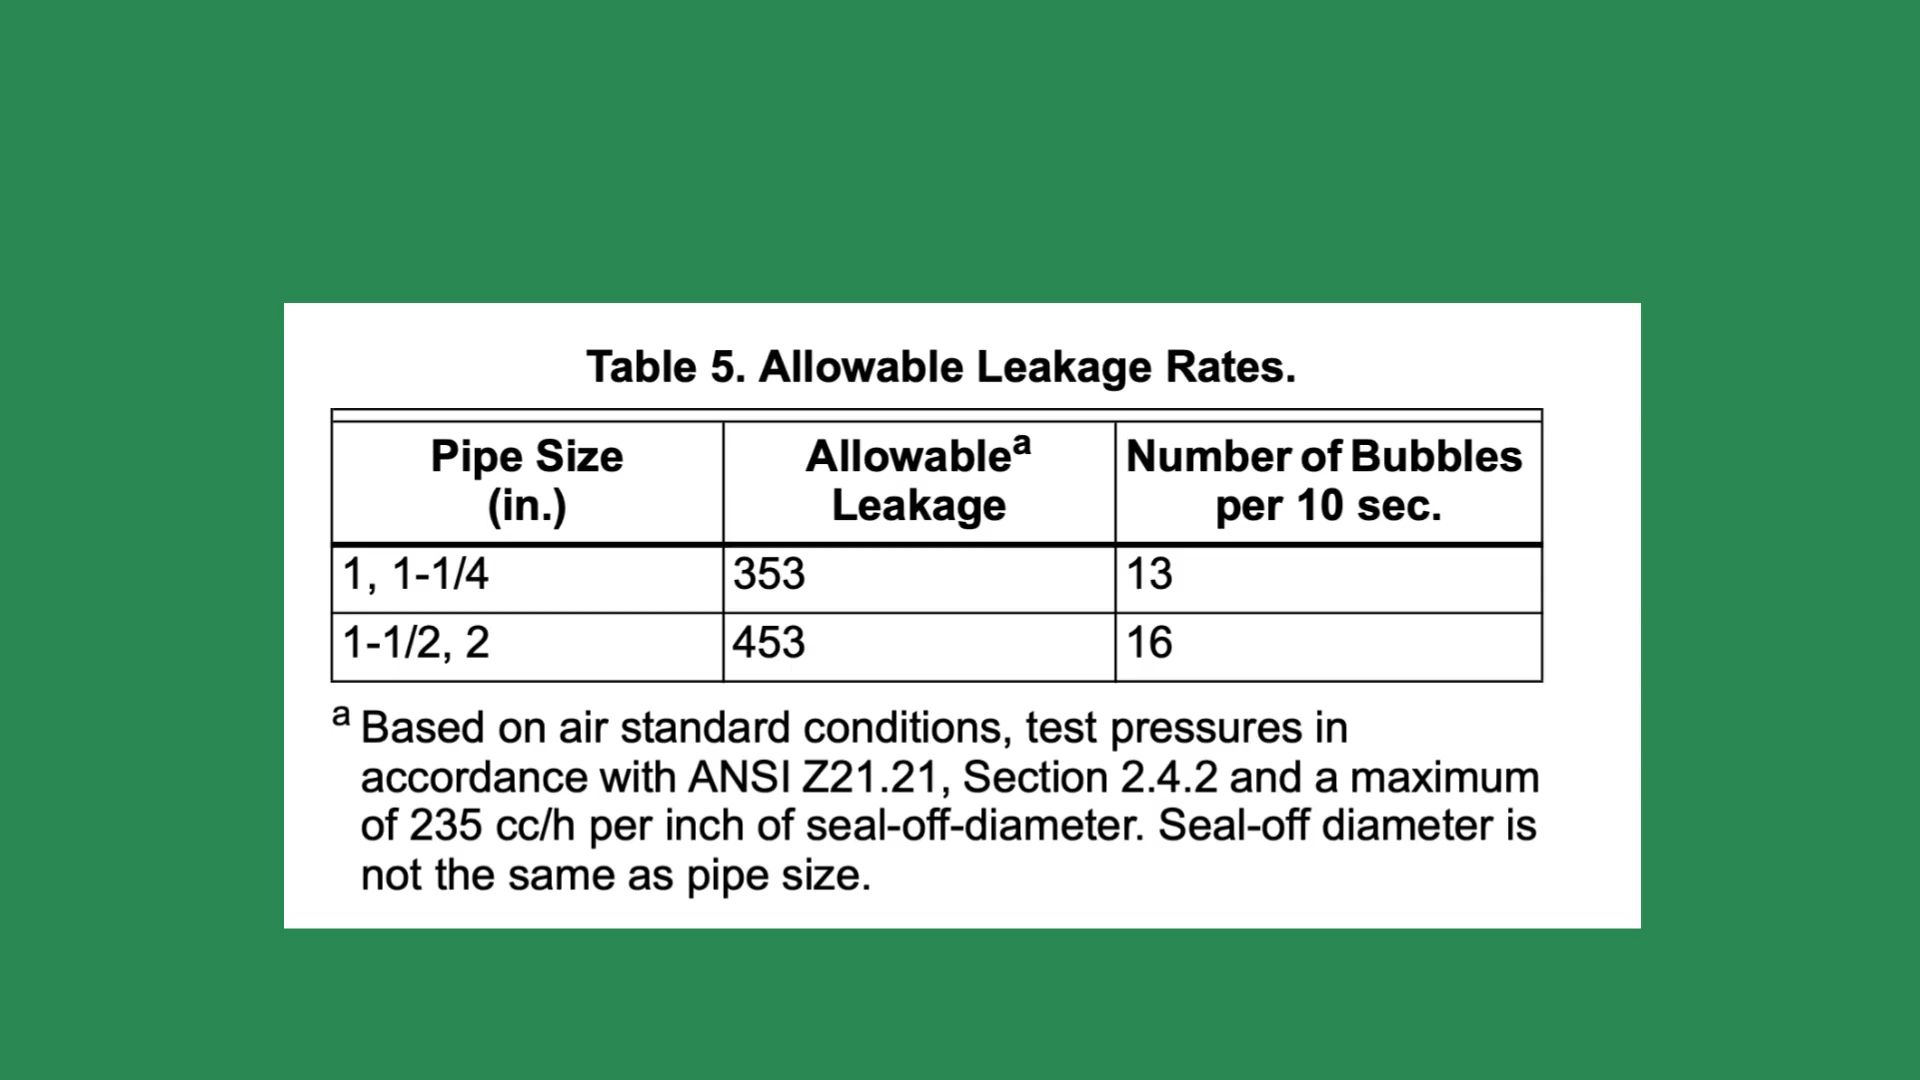 Table 5. Allowable Leakage Rates.
Pipe Size (in.) Allowableᵃ Leakage Number of Bubbles per 10 sec.
1, 1-1/4 353 13
1-1/2, 2 453 16
ᵃ Based on air standard conditions, test pressures in
accordance with ANSI Z21.21, Section 2.4.2 and a maximum
of 235 cc/h per inch of seal-off-diameter. Seal-off diameter is
not the same as pipe size.